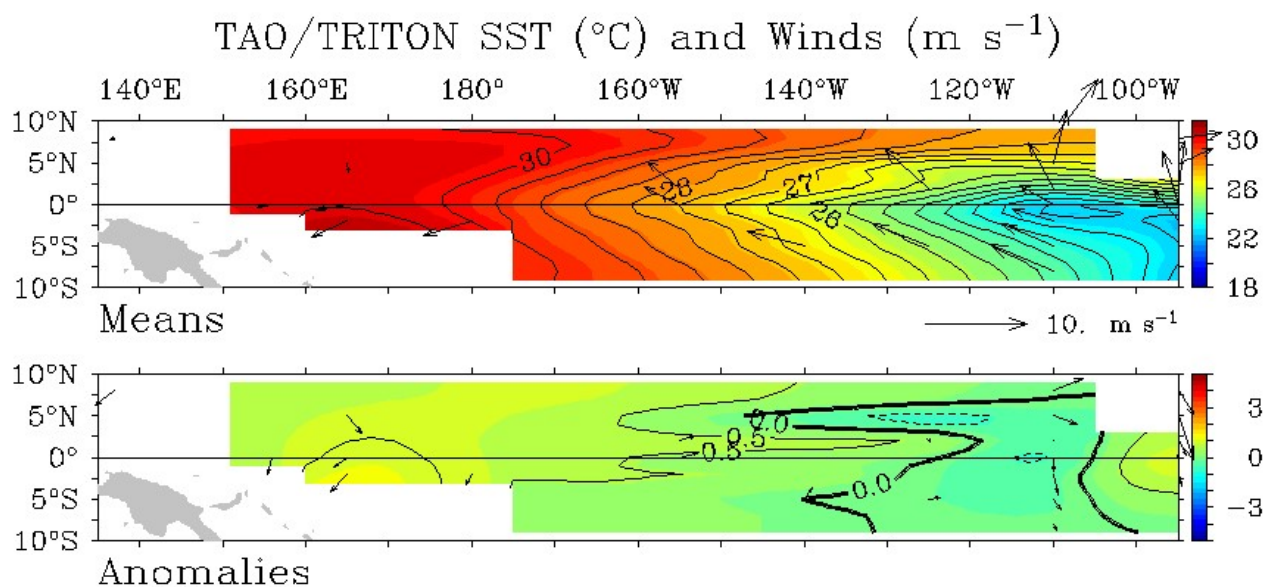 TAO/TRITON SST (°C) and Winds (m s⁻¹)
140°E 160°E 180° 160°W 140°W 120°W 100°W
10°N
5°N
0°
5°S
10°S
30
28
27
26
30
26
22
18
Means
10. m s⁻¹
10°N
5°N
0°
5°S
10°S
0.0
0.5
0.5
0.0
3
0
−3
Anomalies